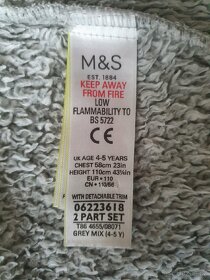 M&S
EST. 1884
KEEP AWAY
FROM FIRE
LOW
FLAMMABILITY TO
BS 5722
CE
UK AGE 4-5 YEARS
CHEST 58cm 23in
HEIGHT 110cm 43¼in
EUR • 110
CN • 110/56
WITH DETACHABLE TRIM
06223618
2 PART SET
T86 4655/08071
GREY MIX (4-5 Y)